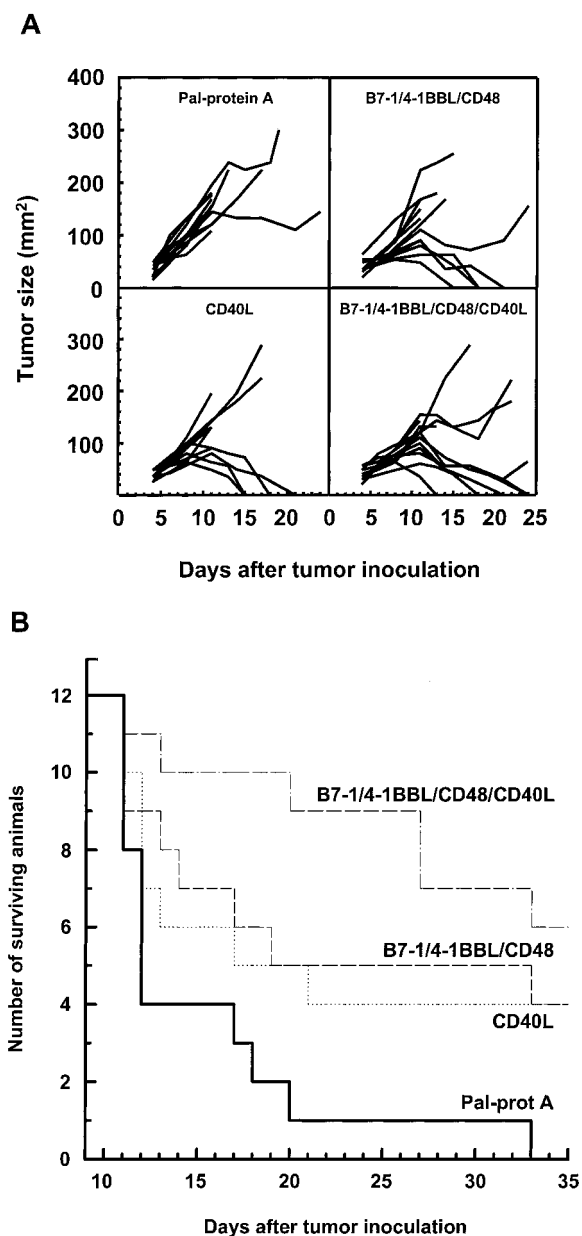 A
Tumor size (mm²)
400
300
200
100
0
300
200
100
Pal-protein A
B7-1/4-1BBL/CD48
CD40L
B7-1/4-1BBL/CD48/CD40L
0 5 10 15 20 0 5 10 15 20 25
Days after tumor inoculation
B
Number of surviving animals
12
10
8
6
4
2
0
B7-1/4-1BBL/CD48/CD40L
B7-1/4-1BBL/CD48
CD40L
Pal-prot A
10 15 20 25 30 35
Days after tumor inoculation